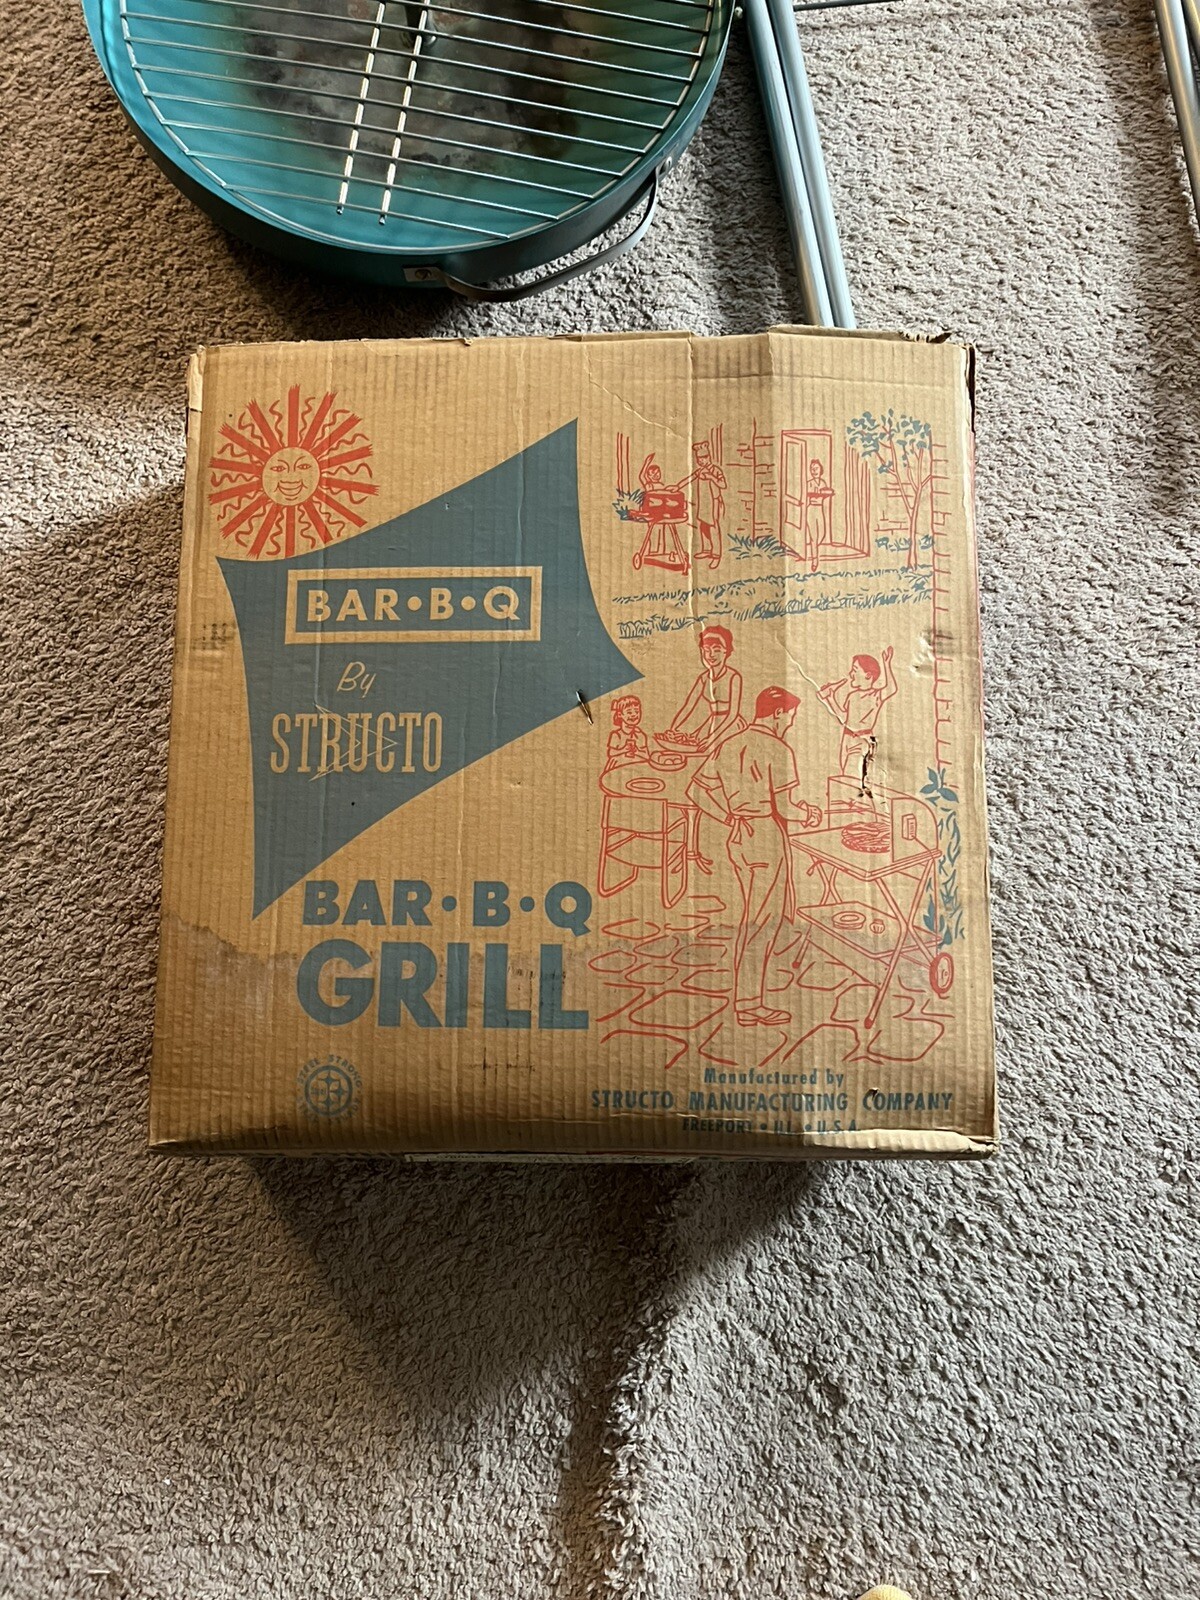 BAR•B•Q
By
STRUCTO
BAR•B•Q
GRILL
Manufactured by
STRUCTO MANUFACTURING COMPANY
FREEPORT • ILL. • U.S.A.